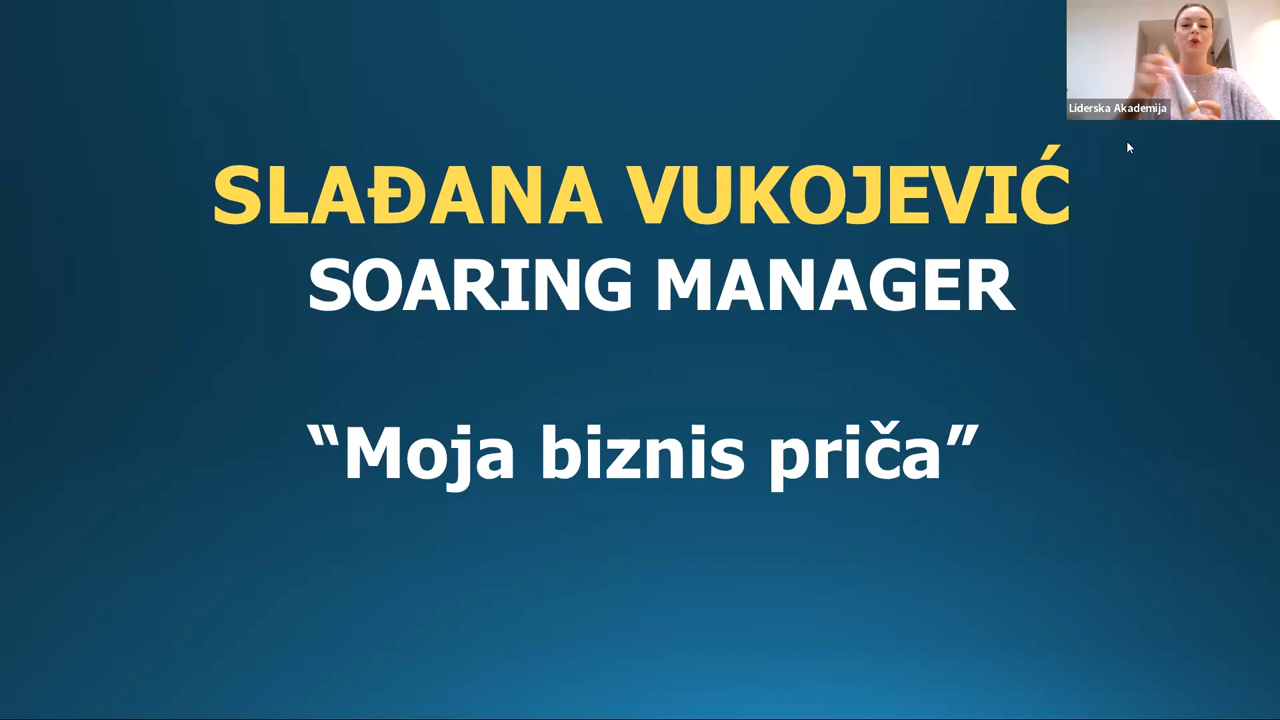 Liderska Akademija
SLAĐANA VUKOJEVIĆ
SOARING MANAGER
“Moja biznis priča”